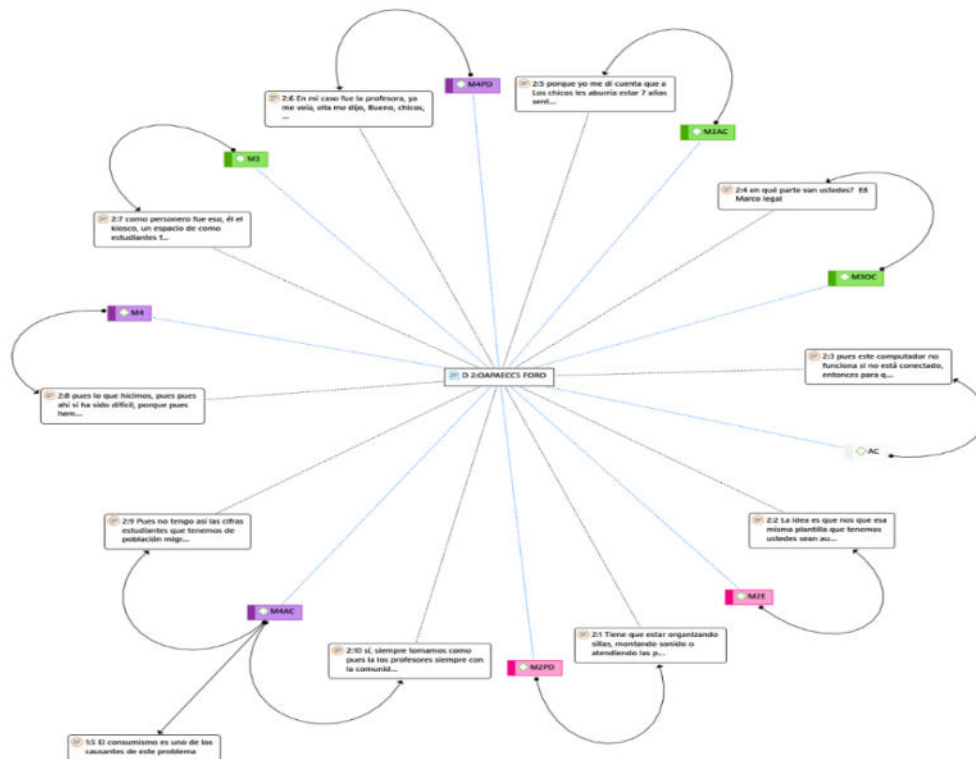 M4PD
2:5 porque yo me di cuenta que a
Los chicos les aburría estar 7 años
sent...
2:6 En mi caso fue la profesora, yo
me veía, ella me dijo, Bueno, chicos,
...
M3AC
M3
2:4 en qué parte van ustedes? E8
Marco legal
2:7 como personero fue eso, él el
kiosco, un espacio de como
estudiantes t...
M3OC
M4
2:3 pues este computador no
funciona si no está conectado,
entonces para q...
D 2:OAPAECCS FORO
2:8 pues lo que hicimos, pues pues
ahí si ha sido difícil, porque pues
hem...
AC
2:9 Pues no tengo así las cifras
estudiantes que tenemos de
población migr...
2:2 La idea es que nos que esa
misma plantilla que tenemos
ustedes sean au...
M2E
M4AC
2:10 sí, siempre tomamos como
pues la los profesores siempre con
la comunid...
2:1 Tiene que estar organizando
sillas, montando sonido o
atendiendo las p...
M2PD
1:5 El consumismo es uno de los
causantes de este problema